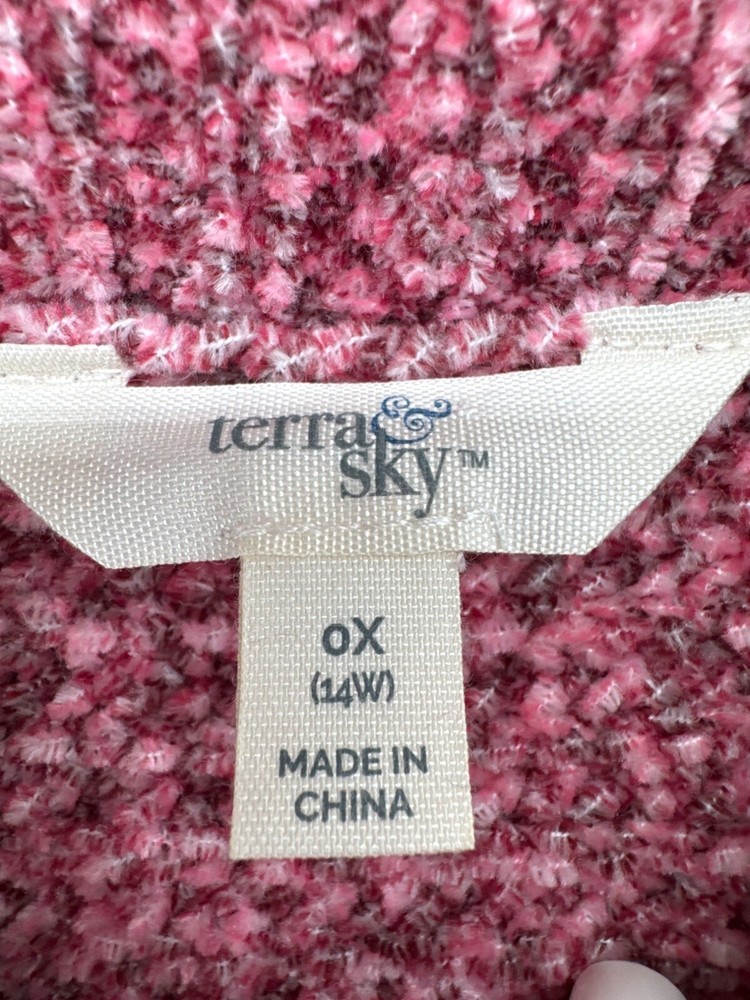 terra &
sky™
0X
(14W)
MADE IN
CHINA